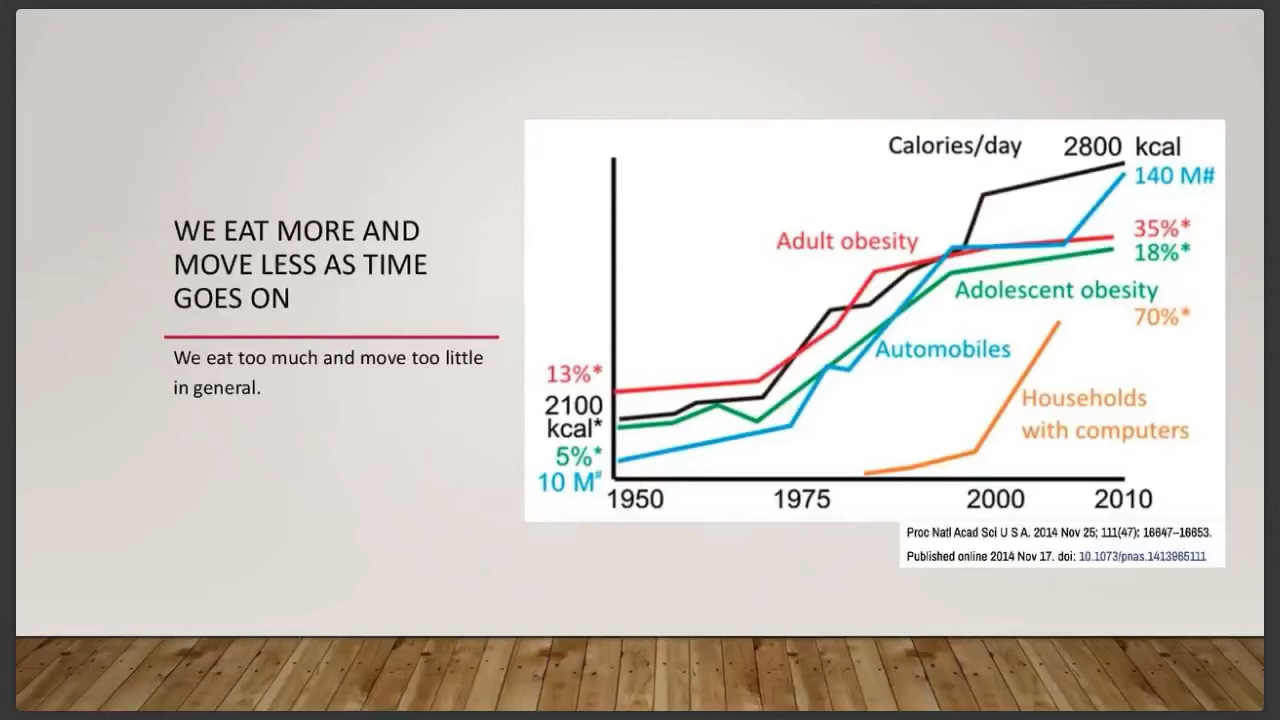 WE EAT MORE AND
MOVE LESS AS TIME
GOES ON
We eat too much and move too little
in general.
Calories/day 2800 kcal
140 M#
Adult obesity
35%*
18%*
Adolescent obesity
70%*
Automobiles
13%*
2100
kcal*
5%*
10 M#
Households
with computers
1950 1975 2000 2010
Proc Natl Acad Sci U S A. 2014 Nov 25; 111(47): 16647–16653.
Published online 2014 Nov 17. doi: 10.1073/pnas.1413965111